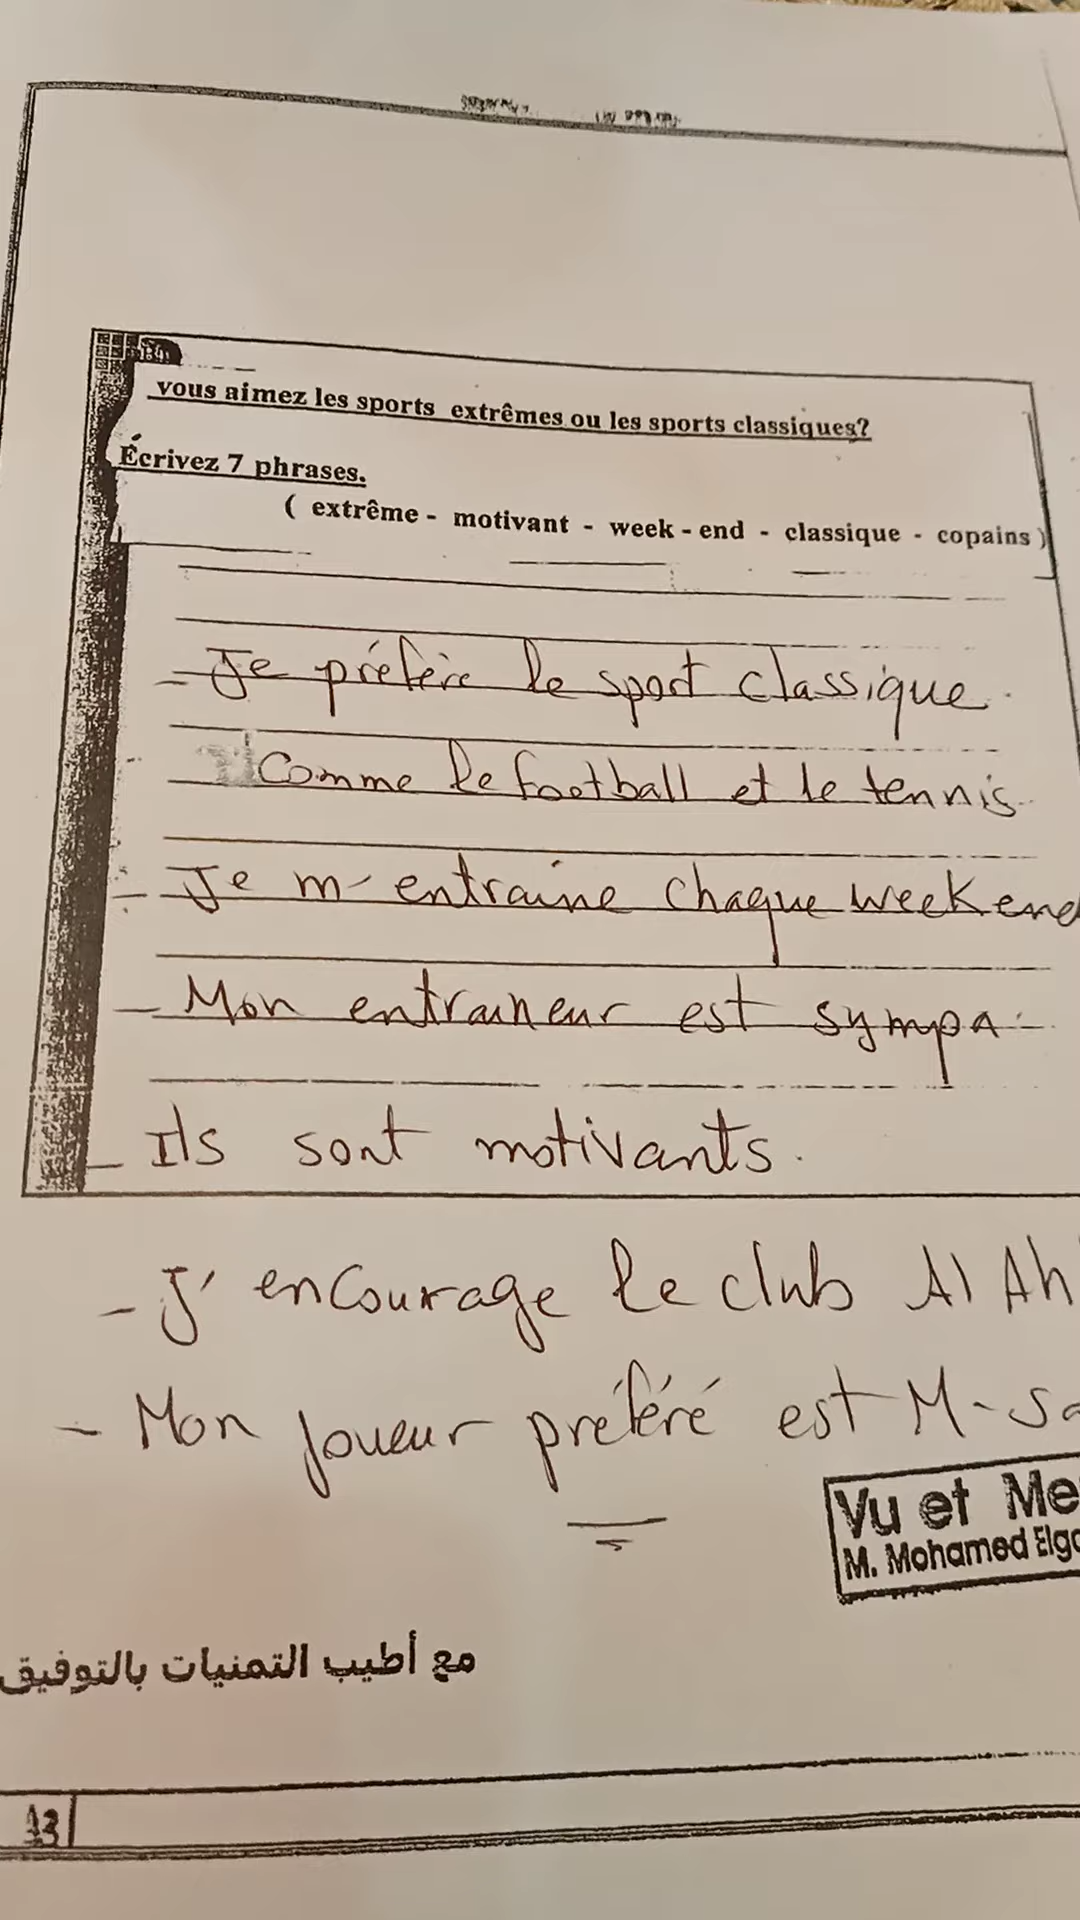 vous aimez les sports extrêmes ou les sports classiques?
Écrivez 7 phrases.
( extrême - motivant - week - end - classique - copains )
- Je préfère le sport classique.
Comme le football et le tennis.
- Je m'entraine chaque weekend
- Mon entraineur est sympa.
- Ils sont motivants.
- J'encourage le club Al Ah
- Mon joueur préféré est M-Sa
Vu et Me
M. Mohamed Elga
مع أطيب التمنيات بالتوفيق
13